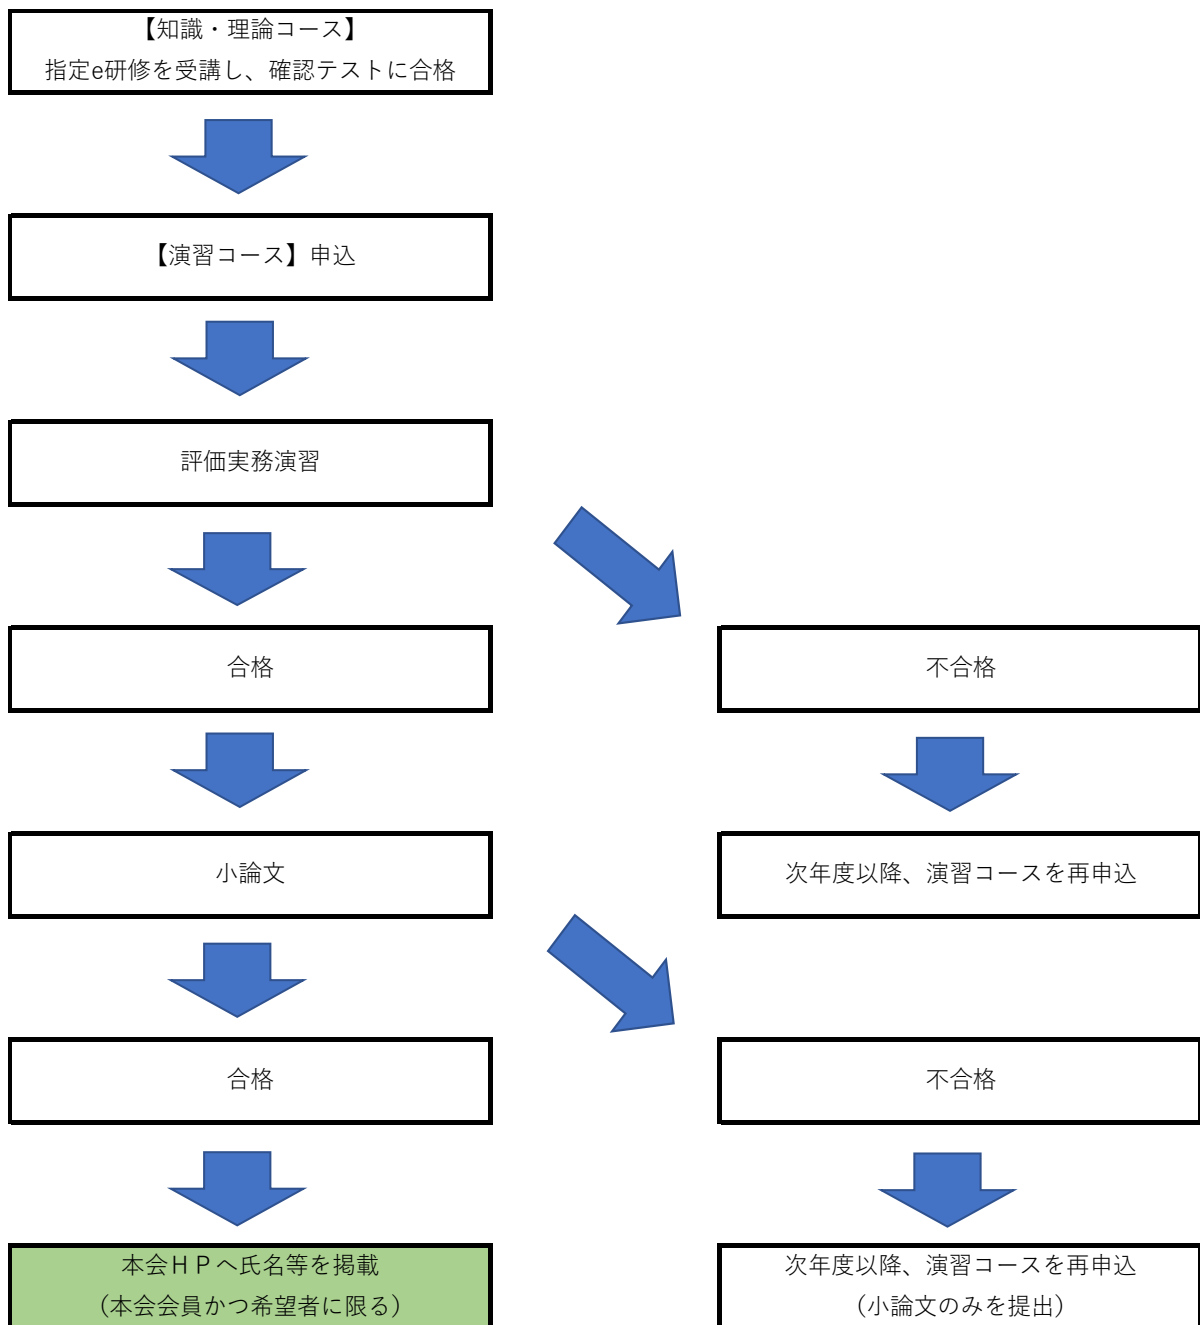 【知識・理論コース】
指定e研修を受講し、確認テストに合格
【演習コース】申込
評価実務演習
合格
不合格
小論文
次年度以降、演習コースを再申込
合格
不合格
本会ＨＰへ氏名等を掲載
（本会会員かつ希望者に限る）
次年度以降、演習コースを再申込
（小論文のみを提出）